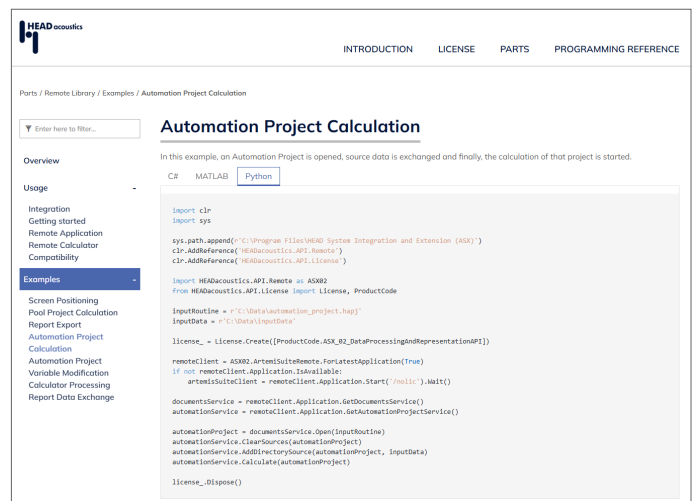 HEAD acoustics
INTRODUCTION LICENSE PARTS PROGRAMMING REFERENCE
Parts / Remote Library / Examples / Automation Project Calculation
Enter here to filter...
Overview
Usage -
Integration
Getting started
Remote Application
Remote Calculator
Compatibility
Examples -
Screen Positioning
Pool Project Calculation
Report Export
Automation Project
Calculation
Automation Project
Variable Modification
Calculator Processing
Report Data Exchange
Automation Project Calculation
In this example, an Automation Project is opened, source data is exchanged and finally, the calculation of that project is started.
C# MATLAB Python
import clr
import sys
sys.path.append(r'C:\Program Files\HEAD System Integration and Extension (ASX)')
clr.AddReference('HEADacoustics.API.Remote')
clr.AddReference('HEADacoustics.API.License')
import HEADacoustics.API.Remote as ASX02
from HEADacoustics.API.License import License, ProductCode
inputRoutine = r'C:\Data\automation_project.hapj'
inputData = r'C:\Data\inputData'
license_ = License.Create([ProductCode.ASX_02_DataProcessingAndRepresentationAPI])
remoteClient = ASX02.ArtemiSuiteRemote.ForLatestApplication(True)
if not remoteClient.Application.IsAvailable:
    artemisSuiteClient = remoteClient.Application.Start('/nolic').Wait()
documentsService = remoteClient.Application.GetDocumentsService()
automationService = remoteClient.Application.GetAutomationProjectService()
automationProject = documentsService.Open(inputRoutine)
automationService.ClearSources(automationProject)
automationService.AddDirectorySource(automationProject, inputData)
automationService.Calculate(automationProject)
license_.Dispose()